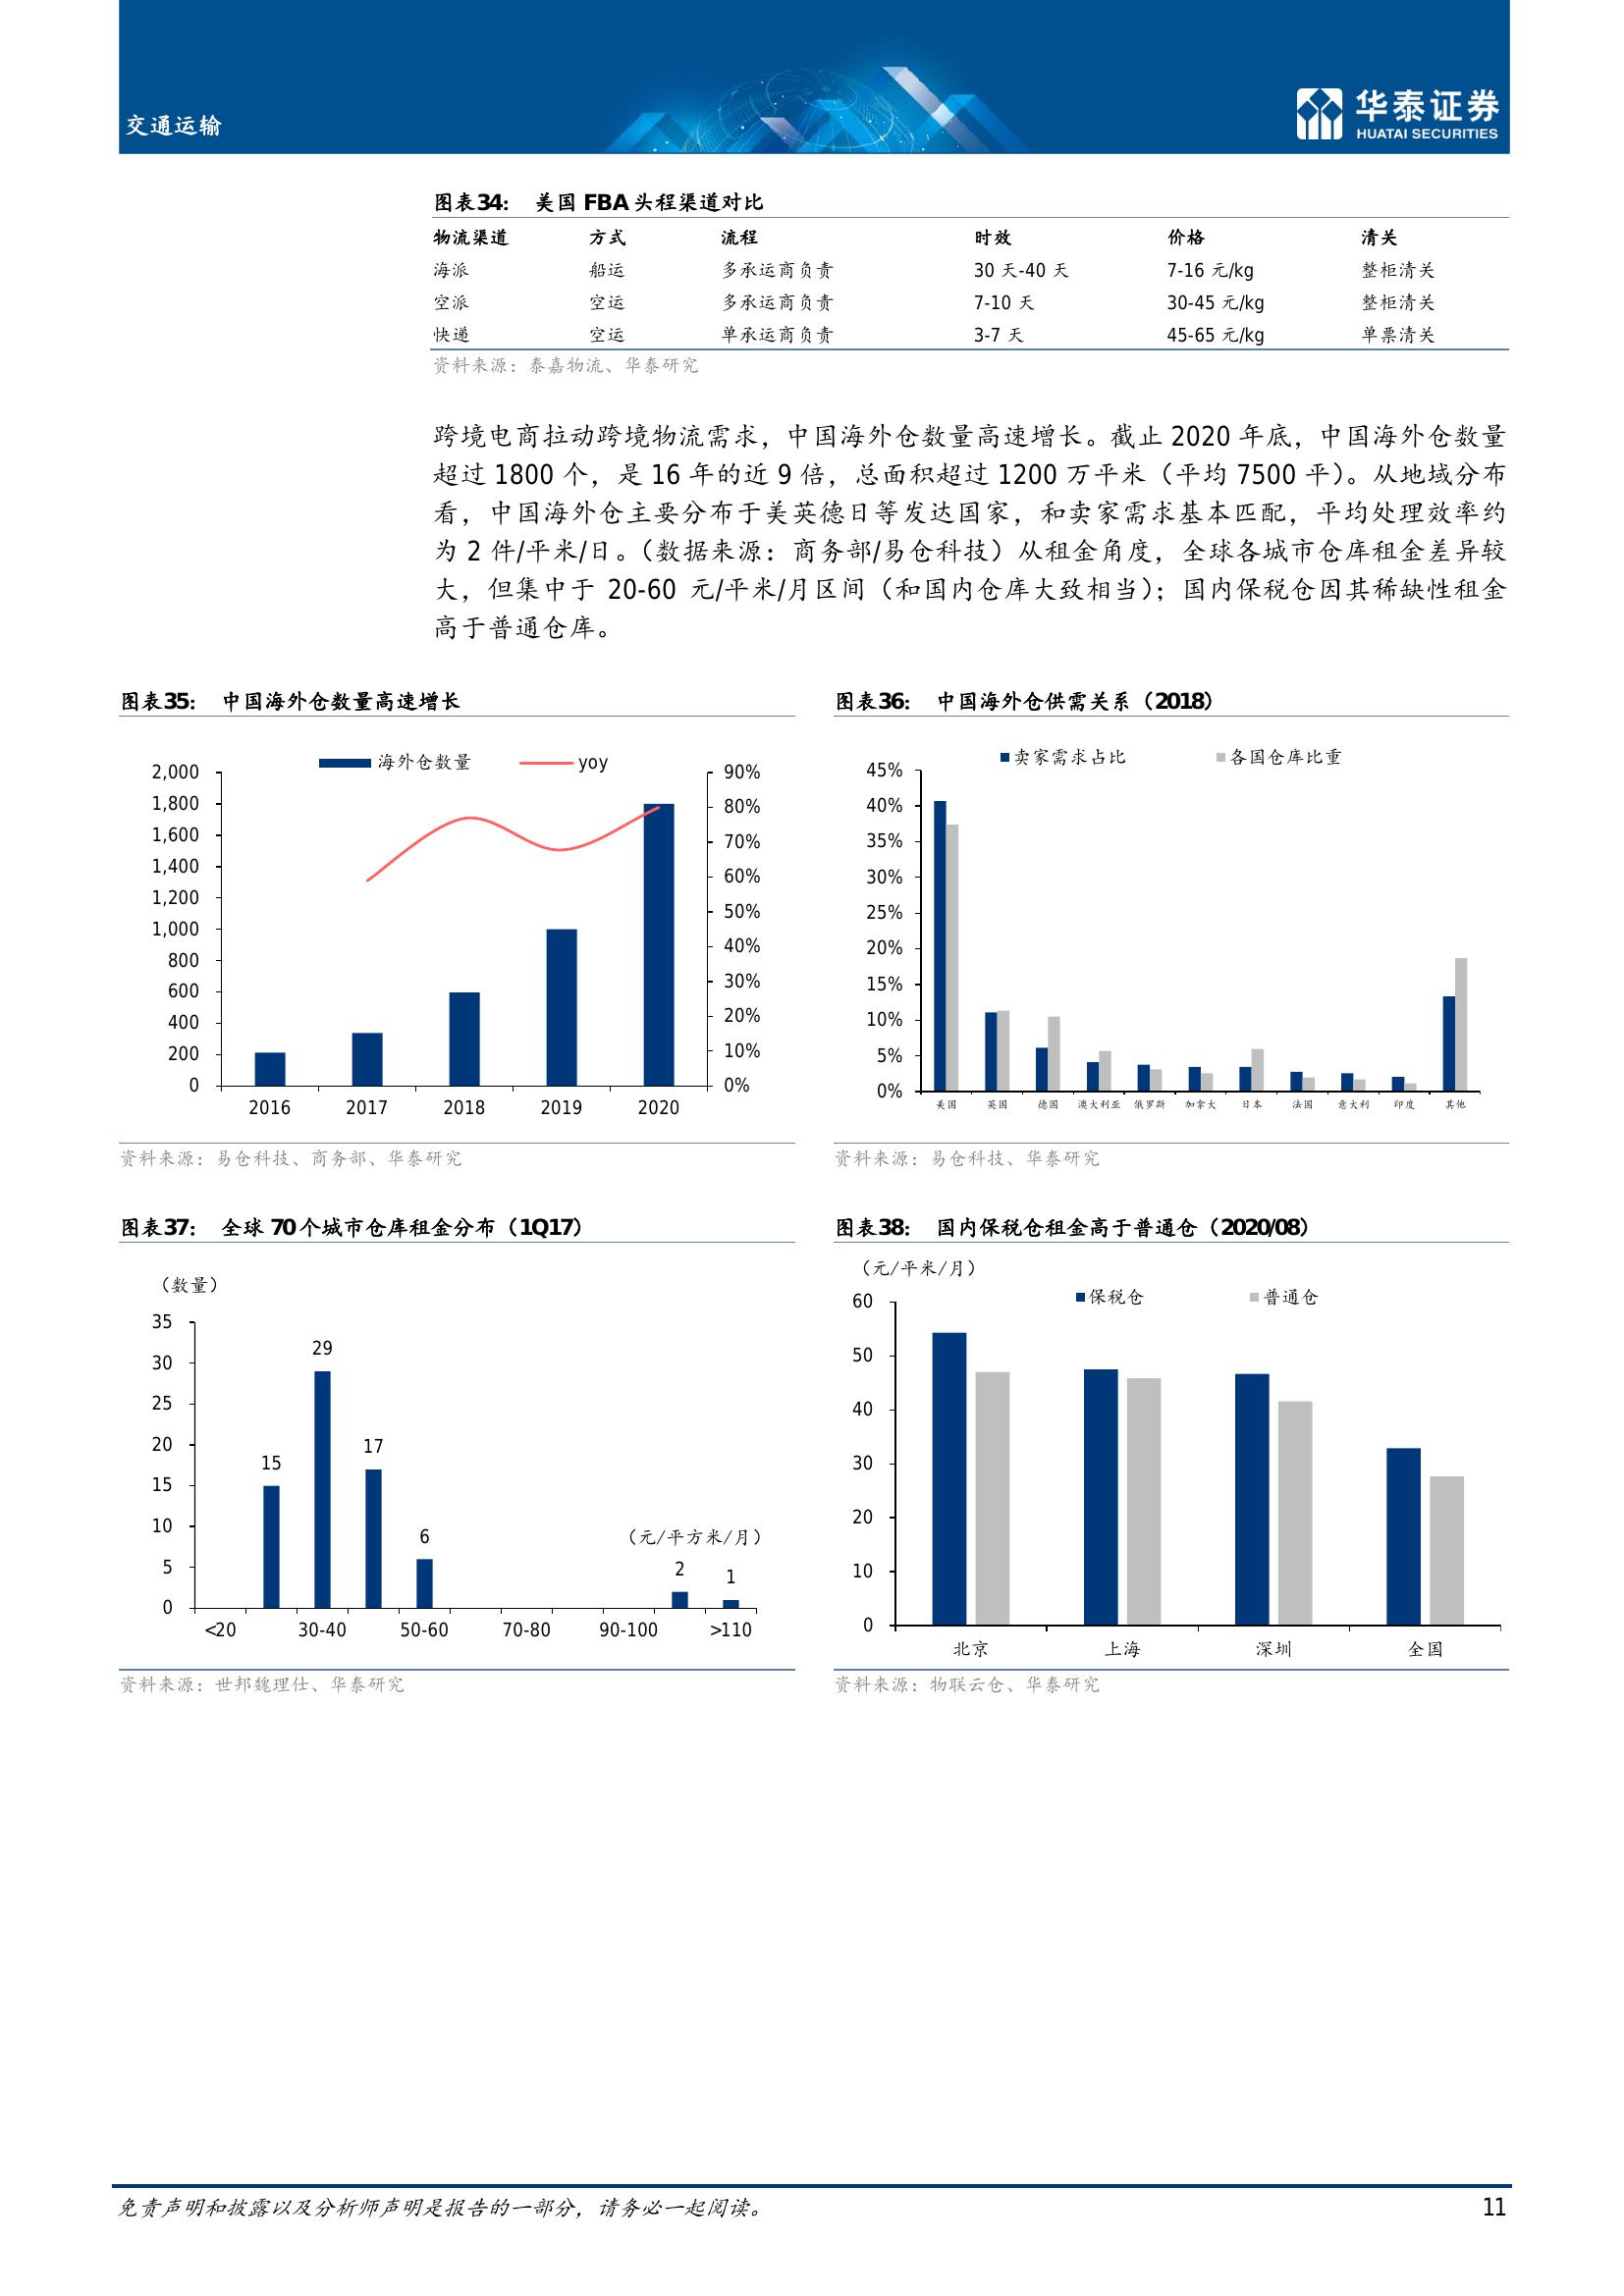 交通运输
华泰证券
HUATAI SECURITIES
图表34: 美国 FBA 头程渠道对比
物流渠道 方式 流程 时效 价格 清关
海派 船运 多承运商负责 30 天-40 天 7-16 元/kg 整柜清关
空派 空运 多承运商负责 7-10 天 30-45 元/kg 整柜清关
快递 空运 单承运商负责 3-7 天 45-65 元/kg 单票清关
资料来源：泰嘉物流、华泰研究
跨境电商拉动跨境物流需求，中国海外仓数量高速增长。截止 2020 年底，中国海外仓数量
超过 1800 个，是 16 年的近 9 倍，总面积超过 1200 万平米（平均 7500 平）。从地域分布
看，中国海外仓主要分布于美英德日等发达国家，和卖家需求基本匹配，平均处理效率约
为 2 件/平米/日。（数据来源：商务部/易仓科技）从租金角度，全球各城市仓库租金差异较
大，但集中于 20-60 元/平米/月区间（和国内仓库大致相当）；国内保税仓因其稀缺性租金
高于普通仓库。
图表35: 中国海外仓数量高速增长
海外仓数量 yoy
2,000
1,800
1,600
1,400
1,200
1,000
800
600
400
200
0
90%
80%
70%
60%
50%
40%
30%
20%
10%
0%
2016 2017 2018 2019 2020
资料来源：易仓科技、商务部、华泰研究
图表36: 中国海外仓供需关系（2018）
卖家需求占比 各国仓库比重
45%
40%
35%
30%
25%
20%
15%
10%
5%
0%
美国 英国 德国 澳大利亚 俄罗斯 加拿大 日本 法国 意大利 印度 其他
资料来源：易仓科技、华泰研究
图表37: 全球 70 个城市仓库租金分布（1Q17）
（数量）
35
30
25
20
15
10
5
0
15
29
17
6
2
1
（元/平方米/月）
<20 30-40 50-60 70-80 90-100 >110
资料来源：世邦魏理仕、华泰研究
图表38: 国内保税仓租金高于普通仓（2020/08）
（元/平米/月）
保税仓 普通仓
60
50
40
30
20
10
0
北京 上海 深圳 全国
资料来源：物联云仓、华泰研究
免责声明和披露以及分析师声明是报告的一部分，请务必一起阅读。
11